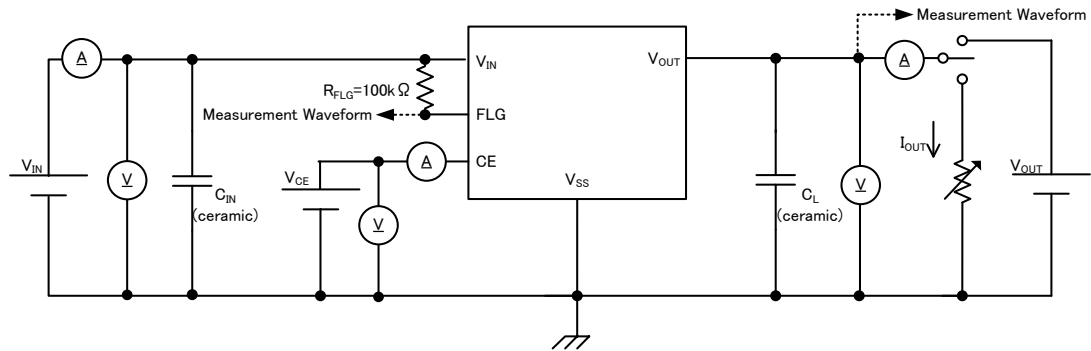 Measurement Waveform
A
V_IN
V_OUT
A
R_FLG=100kΩ
Measurement Waveform
FLG
A
CE
I_OUT
V_IN
V
V_CE
V_SS
V_OUT
C_IN
(ceramic)
V
C_L
(ceramic)
V